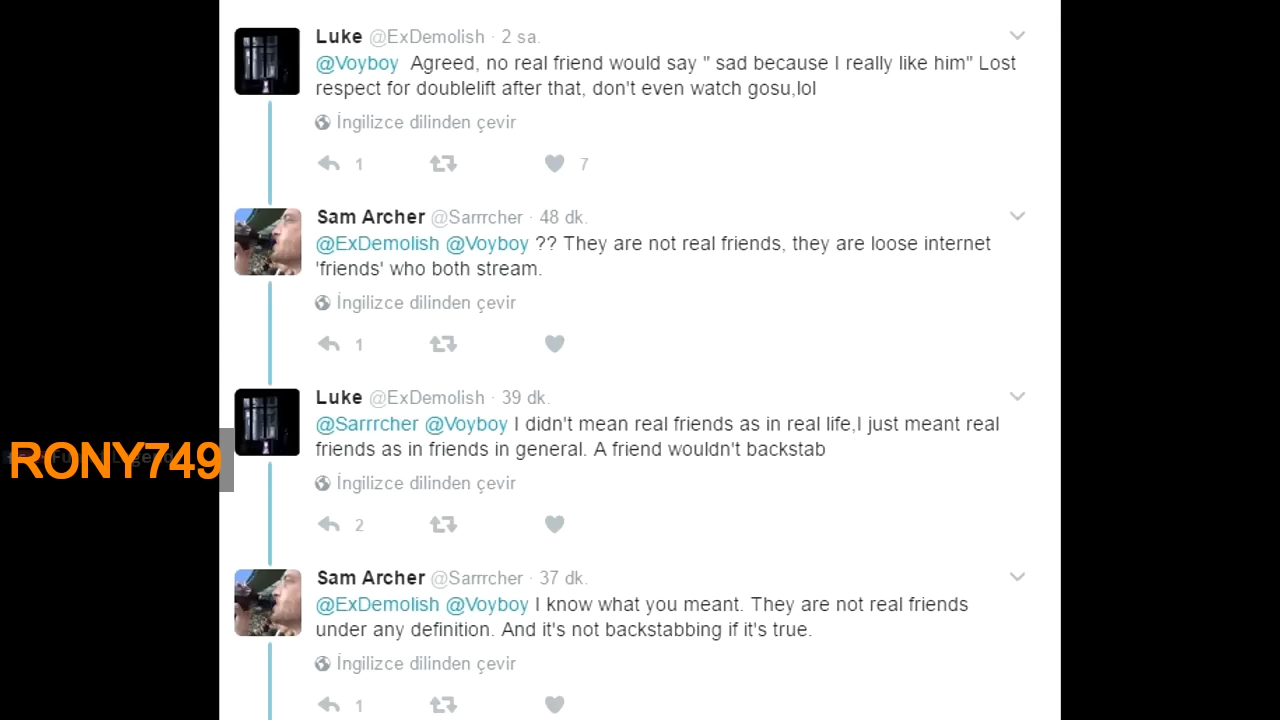 Luke @ExDemolish · 2 sa.
@Voyboy Agreed, no real friend would say " sad because I really like him" Lost
respect for doublelift after that, don't even watch gosu,lol
İngilizce dilinden çevir
1 7
Sam Archer @Sarrrcher · 48 dk.
@ExDemolish @Voyboy ?? They are not real friends, they are loose internet
'friends' who both stream.
İngilizce dilinden çevir
1
Luke @ExDemolish · 39 dk.
@Sarrrcher @Voyboy I didn't mean real friends as in real life,I just meant real
friends as in friends in general. A friend wouldn't backstab
RONY749
İngilizce dilinden çevir
2
Sam Archer @Sarrrcher · 37 dk.
@ExDemolish @Voyboy I know what you meant. They are not real friends
under any definition. And it's not backstabbing if it's true.
İngilizce dilinden çevir
1